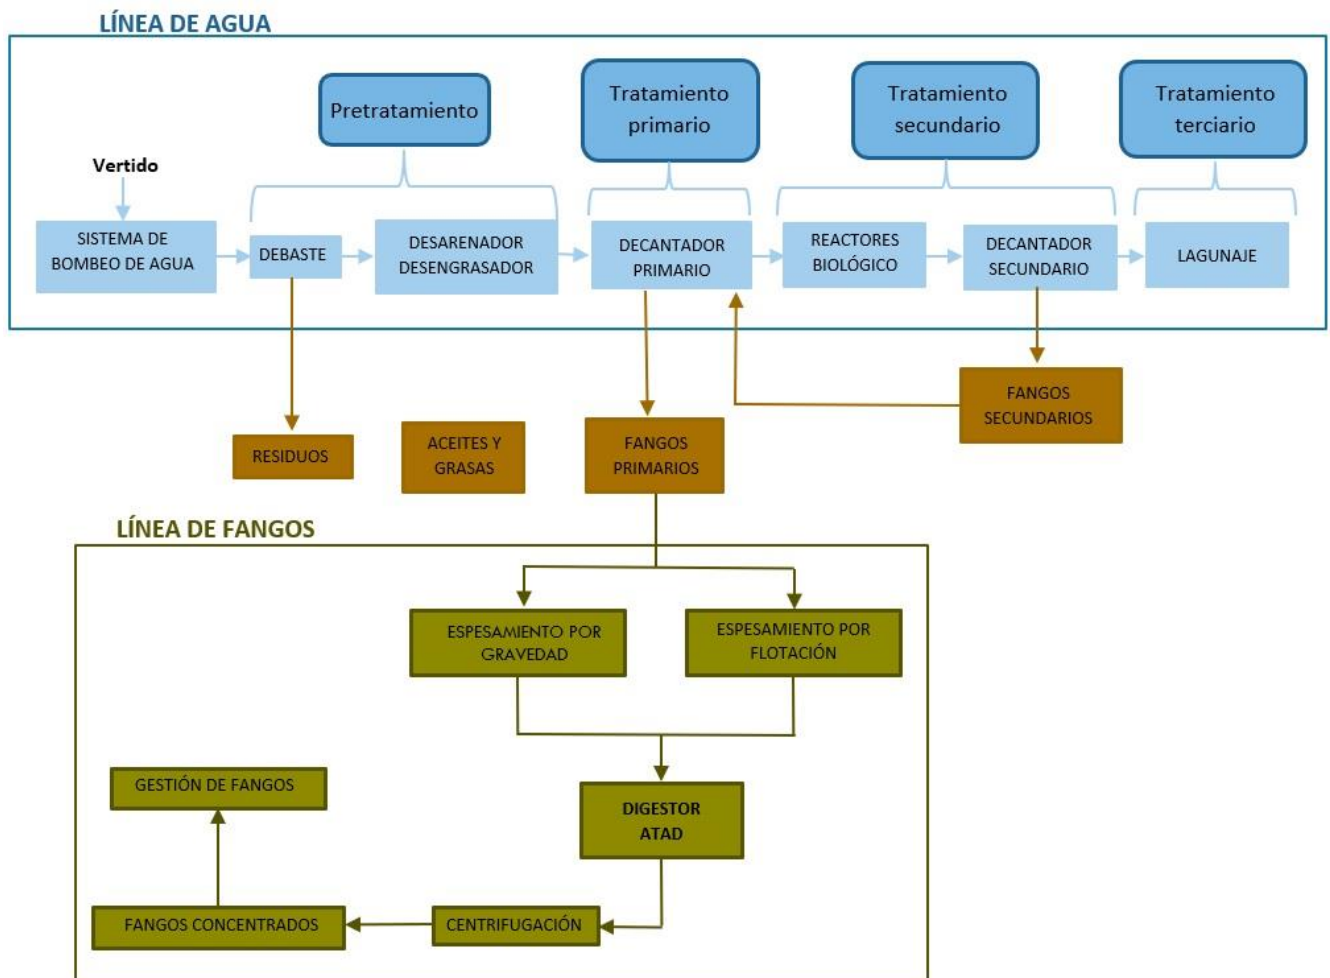 LÍNEA DE AGUA
Pretratamiento
Tratamiento
primario
Tratamiento
secundario
Tratamiento
terciario
Vertido
SISTEMA DE
BOMBEO DE AGUA
DEBASTE
DESARENADOR
DESENGRASADOR
DECANTADOR
PRIMARIO
REACTORES
BIOLÓGICO
DECANTADOR
SECUNDARIO
LAGUNAJE
RESIDUOS
ACEITES Y
GRASAS
FANGOS
PRIMARIOS
FANGOS
SECUNDARIOS
LÍNEA DE FANGOS
ESPESAMIENTO POR
GRAVEDAD
ESPESAMIENTO POR
FLOTACIÓN
GESTIÓN DE FANGOS
DIGESTOR
ATAD
FANGOS CONCENTRADOS
CENTRIFUGACIÓN